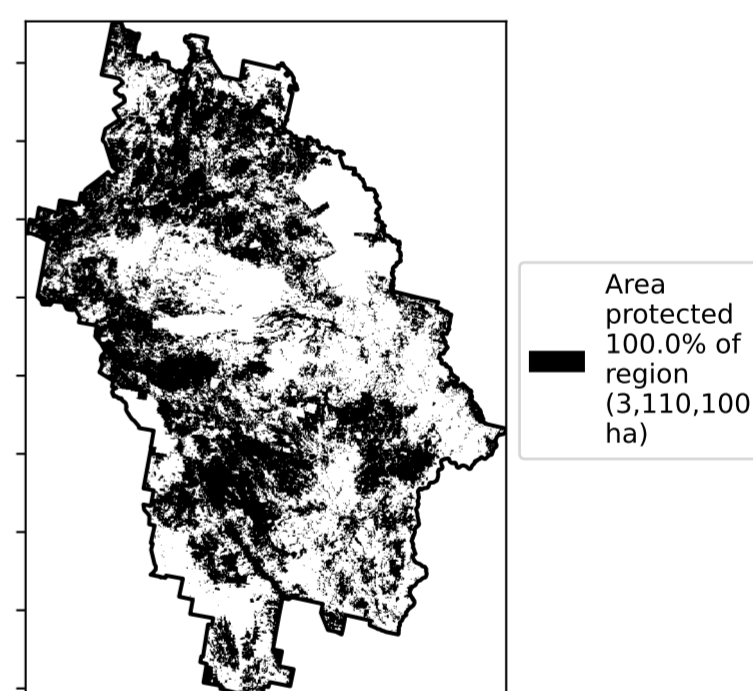 Area
protected
100.0% of
region
(3,110,100
ha)